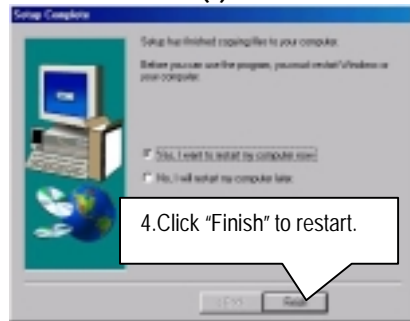 Setup Complete
Setup has finished copying files to your computer.
Before you can use the program, you must restart Windows or
your computer.
Yes, I want to restart my computer now.
No, I will restart my computer later.
4.Click “Finish” to restart.
Finish